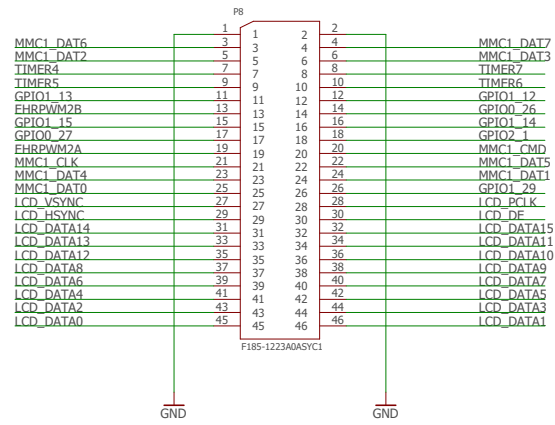 P8
1 1 2 2
MMC1_DAT6 3 3 4 4 MMC1_DAT7
MMC1_DAT2 5 5 6 6 MMC1_DAT3
TIMER4 7 7 8 8 TIMER7
TIMER5 9 9 10 10 TIMER6
GPIO1_13 11 11 12 12 GPIO1_12
EHRPWM2B 13 13 14 14 GPIO0_26
GPIO1_15 15 15 16 16 GPIO1_14
GPIO0_27 17 17 18 18 GPIO2_1
EHRPWM2A 19 19 20 20 MMC1_CMD
MMC1_CLK 21 21 22 22 MMC1_DAT5
MMC1_DAT4 23 23 24 24 MMC1_DAT1
MMC1_DAT0 25 25 26 26 GPIO1_29
LCD_VSYNC 27 27 28 28 LCD_PCLK
LCD_HSYNC 29 29 30 30 LCD_DE
LCD_DATA14 31 31 32 32 LCD_DATA15
LCD_DATA13 33 33 34 34 LCD_DATA11
LCD_DATA12 35 35 36 36 LCD_DATA10
LCD_DATA8 37 37 38 38 LCD_DATA9
LCD_DATA6 39 39 40 40 LCD_DATA7
LCD_DATA4 41 41 42 42 LCD_DATA5
LCD_DATA2 43 43 44 44 LCD_DATA3
LCD_DATA0 45 45 46 46 LCD_DATA1
F185-1223A0ASYC1
GND GND